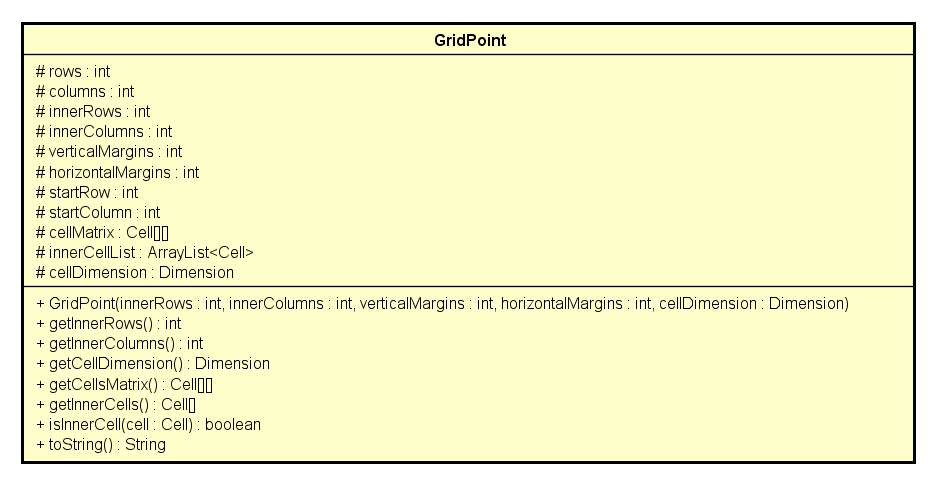 GridPoint
# rows : int
# columns : int
# innerRows : int
# innerColumns : int
# verticalMargins : int
# horizontalMargins : int
# startRow : int
# startColumn : int
# cellMatrix : Cell[][]
# innerCellList : ArrayList<Cell>
# cellDimension : Dimension
+ GridPoint(innerRows : int, innerColumns : int, verticalMargins : int, horizontalMargins : int, cellDimension : Dimension)
+ getInnerRows() : int
+ getInnerColumns() : int
+ getCellDimension() : Dimension
+ getCellsMatrix() : Cell[][]
+ getInnerCells() : Cell[]
+ isInnerCell(cell : Cell) : boolean
+ toString() : String